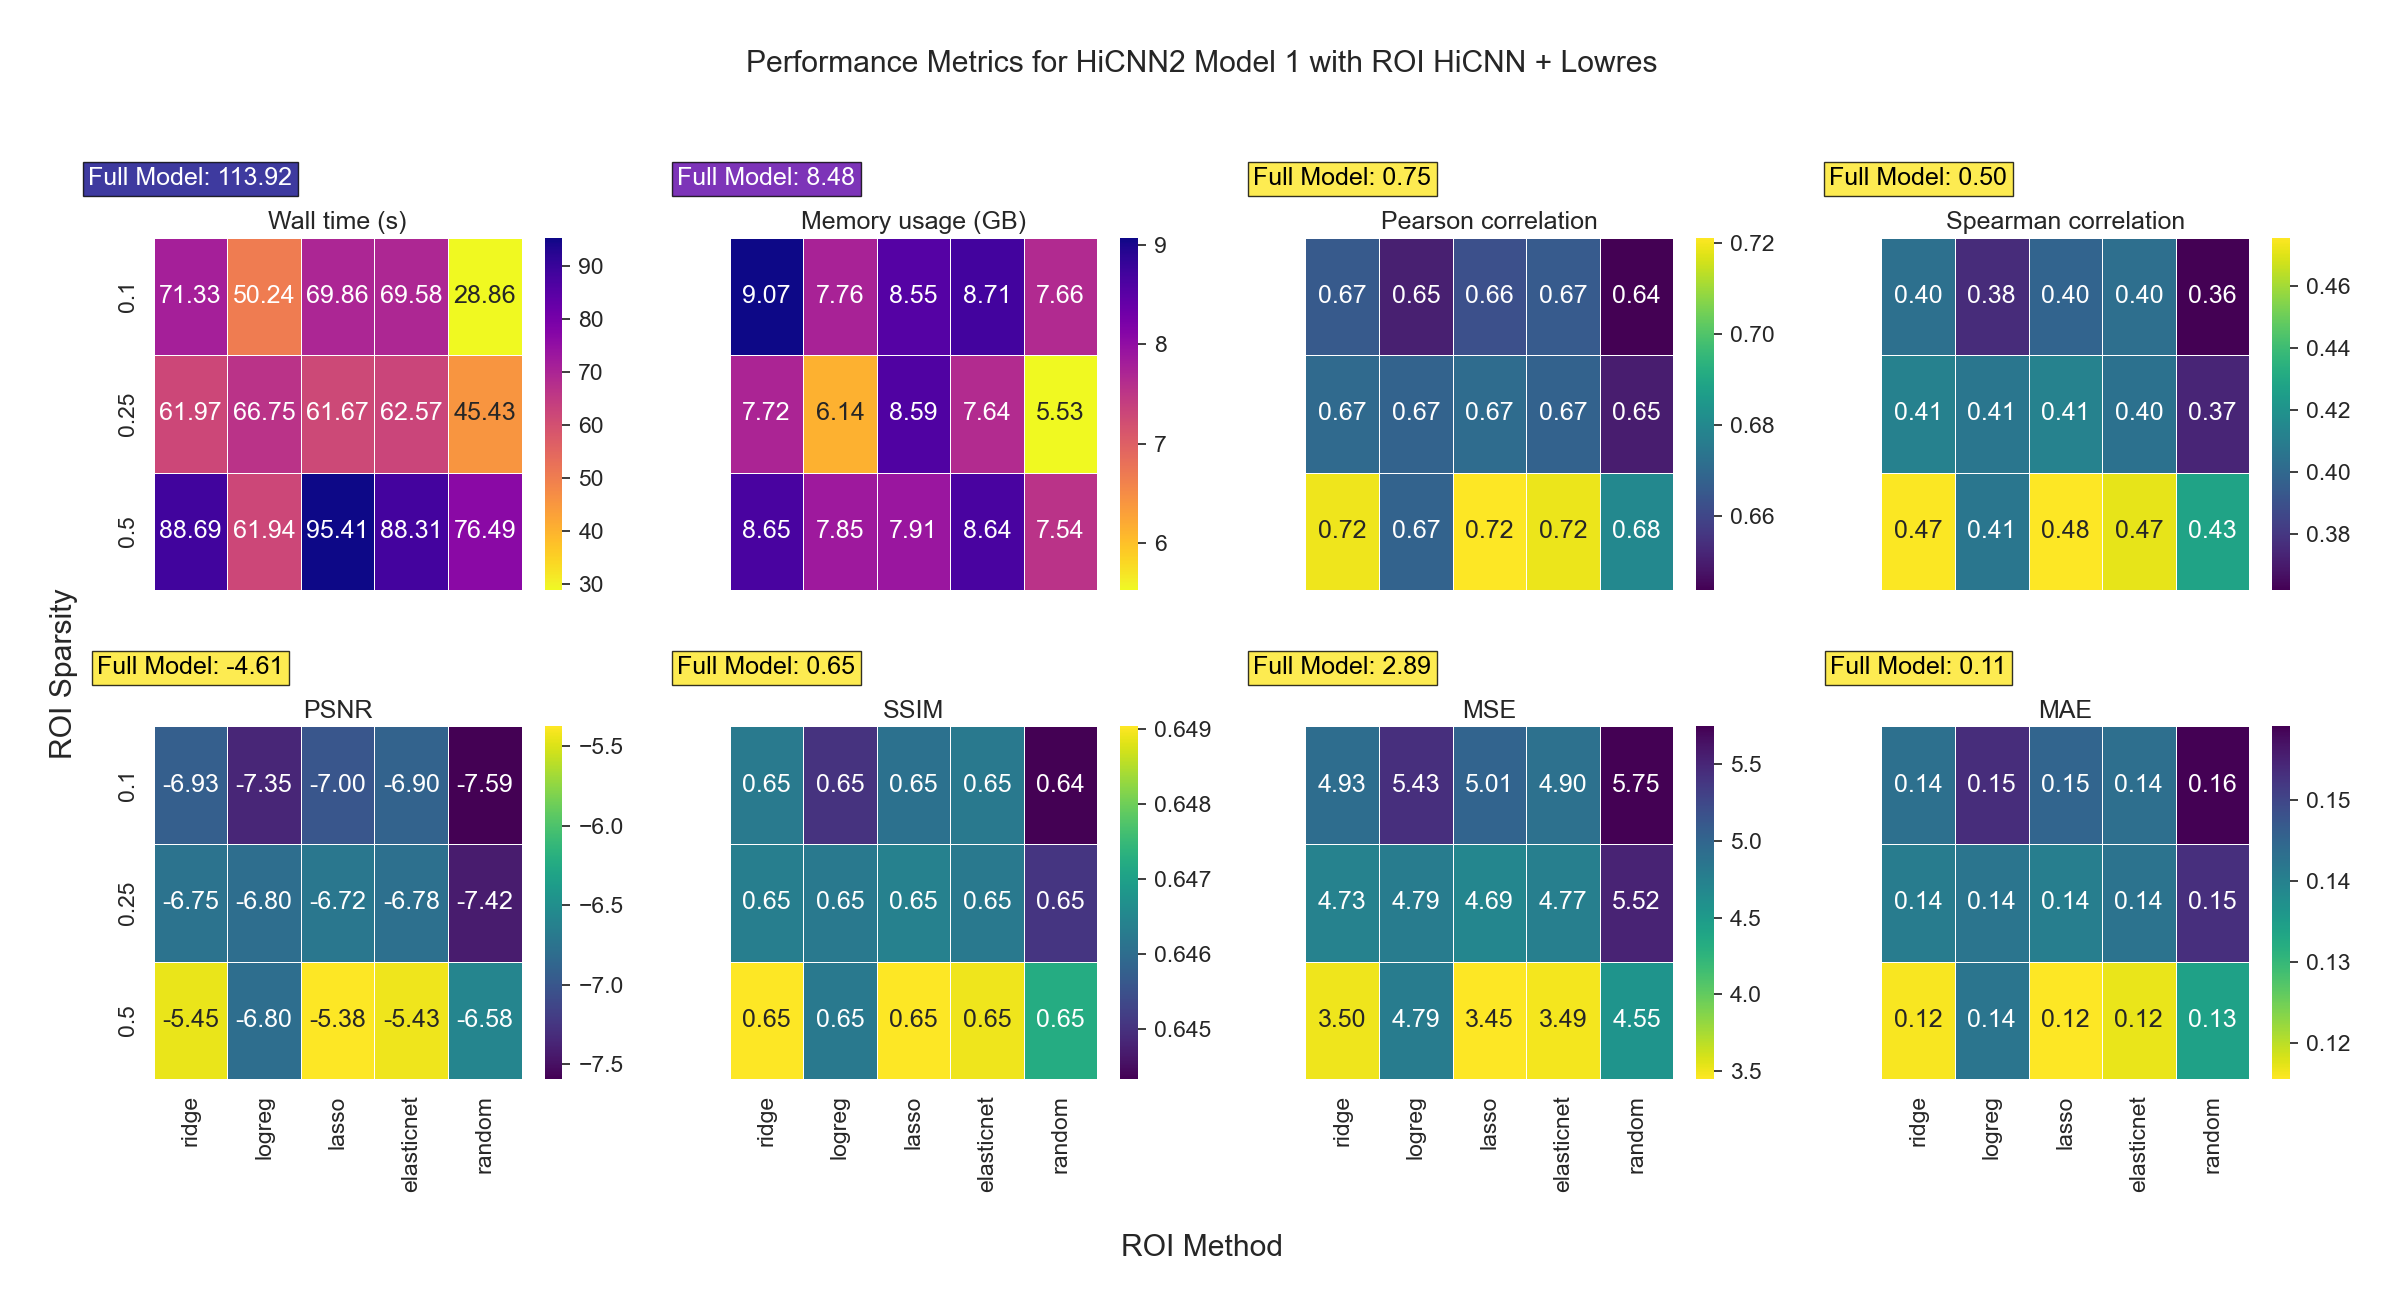 Performance Metrics for HiCNN2 Model 1 with ROI HiCNN + Lowres
Full Model: 113.92
Wall time (s)
71.33 50.24 69.86 69.58 28.86
61.97 66.75 61.67 62.57 45.43
88.69 61.94 95.41 88.31 76.49
0.1
0.25
0.5
90
80
70
60
50
40
30
Full Model: 8.48
Memory usage (GB)
9.07 7.76 8.55 8.71 7.66
7.72 6.14 8.59 7.64 5.53
8.65 7.85 7.91 8.64 7.54
9
8
7
6
Full Model: 0.75
Pearson correlation
0.67 0.65 0.66 0.67 0.64
0.67 0.67 0.67 0.67 0.65
0.72 0.67 0.72 0.72 0.68
0.72
0.70
0.68
0.66
Full Model: 0.50
Spearman correlation
0.40 0.38 0.40 0.40 0.36
0.41 0.41 0.41 0.40 0.37
0.47 0.41 0.48 0.47 0.43
0.46
0.44
0.42
0.40
0.38
ROI Sparsity
Full Model: -4.61
PSNR
-6.93 -7.35 -7.00 -6.90 -7.59
-6.75 -6.80 -6.72 -6.78 -7.42
-5.45 -6.80 -5.38 -5.43 -6.58
0.1
0.25
0.5
ridge
logreg
lasso
elasticnet
random
−5.5
−6.0
−6.5
−7.0
−7.5
Full Model: 0.65
SSIM
0.65 0.65 0.65 0.65 0.64
0.65 0.65 0.65 0.65 0.65
0.65 0.65 0.65 0.65 0.65
ridge
logreg
lasso
elasticnet
random
0.649
0.648
0.647
0.646
0.645
Full Model: 2.89
MSE
4.93 5.43 5.01 4.90 5.75
4.73 4.79 4.69 4.77 5.52
3.50 4.79 3.45 3.49 4.55
ridge
logreg
lasso
elasticnet
random
5.5
5.0
4.5
4.0
3.5
Full Model: 0.11
MAE
0.14 0.15 0.15 0.14 0.16
0.14 0.14 0.14 0.14 0.15
0.12 0.14 0.12 0.12 0.13
ridge
logreg
lasso
elasticnet
random
0.15
0.14
0.13
0.12
ROI Method